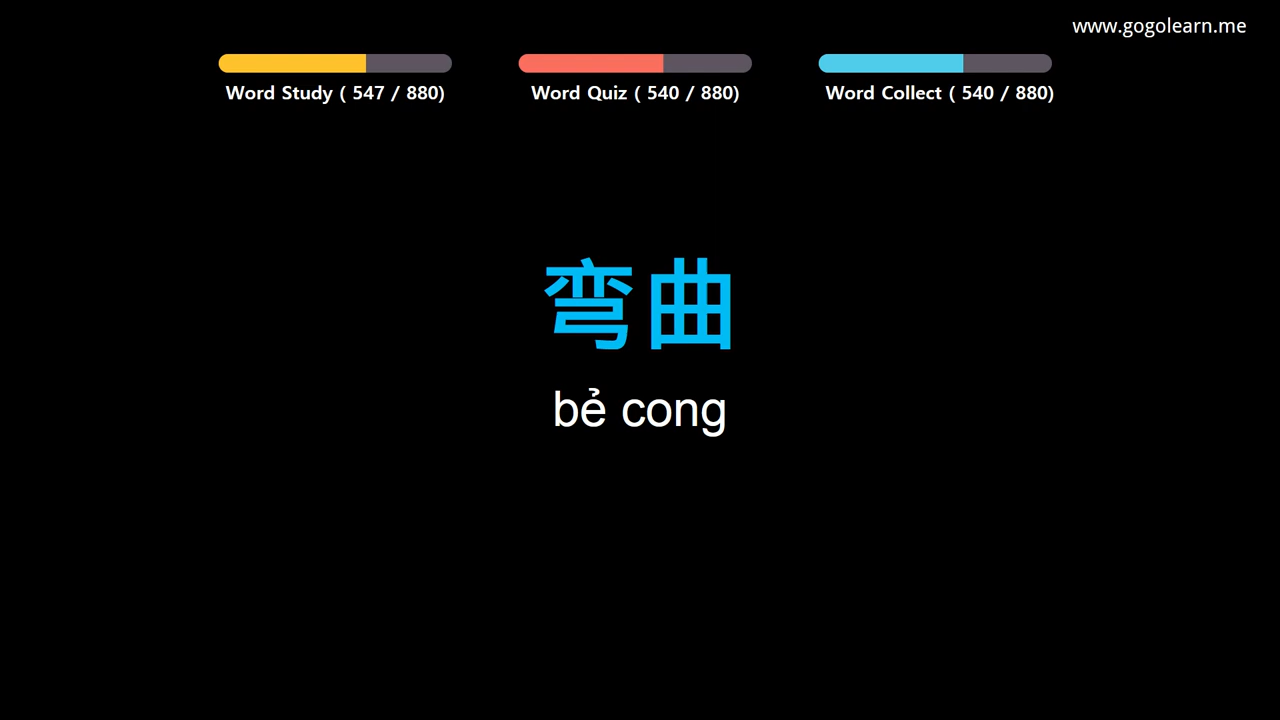 www.gogolearn.me
Word Study ( 547 / 880)
Word Quiz ( 540 / 880)
Word Collect ( 540 / 880)
弯曲
bẻ cong